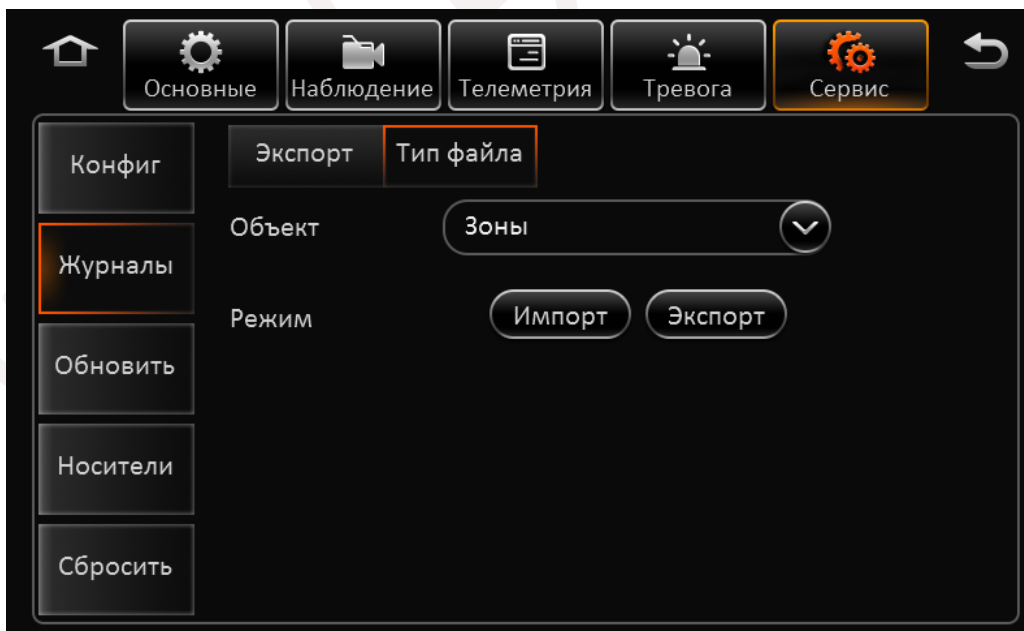 Основные Наблюдение Телеметрия Тревога Сервис
Конфиг
Журналы
Обновить
Носители
Сбросить
Экспорт Тип файла
Объект Зоны
Режим Импорт Экспорт